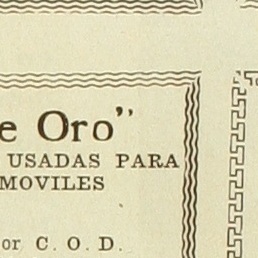 e Oro"
USADAS PARA
MOVILES
or C. O. D.